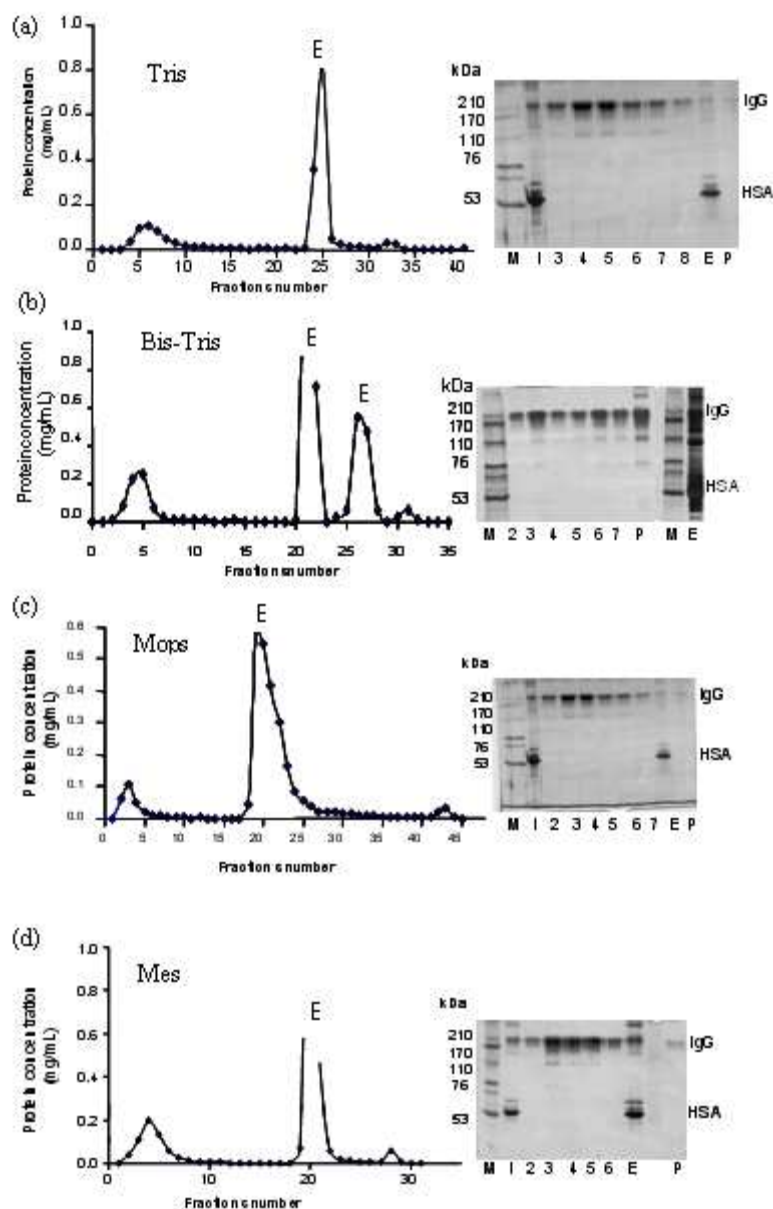 (a)
Protein concentration
(mg/mL)
1.0
0.8
0.6
0.4
0.2
0.0
Tris
E
0 5 10 15 20 25 30 35 40
Fractions number
kDa
210
170
110
76
53
IgG
HSA
M I 3 4 5 6 7 8 E P
(b)
Protein concentration
(mg/mL)
1.0
0.8
0.6
0.4
0.2
0.0
Bis-Tris
E
E
0 5 10 15 20 25 30 35
Fractions number
kDa
210
170
110
76
53
IgG
HSA
M 2 3 4 5 6 7 P M E
(c)
Protein concentration
(mg/mL)
0.6
0.5
0.4
0.3
0.2
0.1
0.0
Mops
E
0 5 10 15 20 25 30 35 40 45
Fractions number
kDa
210
170
110
76
53
IgG
HSA
M I 2 3 4 5 6 7 E P
(d)
Protein concentration
(mg/mL)
1.0
0.8
0.6
0.4
0.2
0.0
Mes
E
0 10 20 30
Fractions number
kDa
210
170
110
76
53
IgG
HSA
M I 2 3 4 5 6 E P